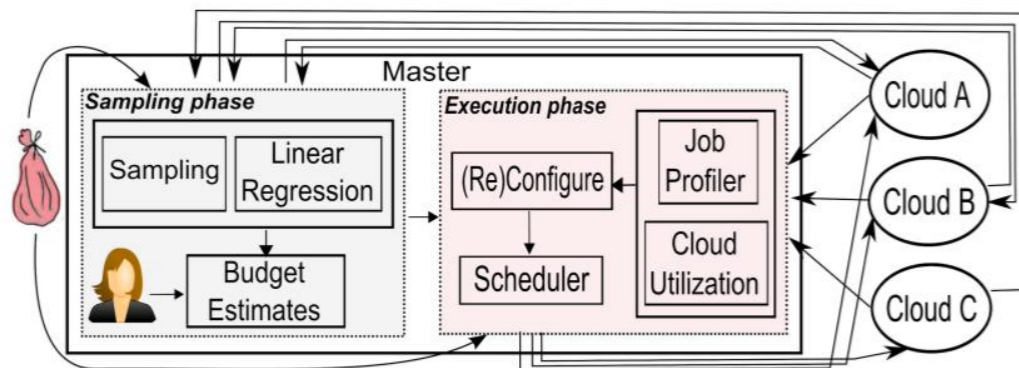 Master
Sampling phase
Sampling
Linear
Regression
Budget
Estimates
Execution phase
(Re)Configure
Scheduler
Job
Profiler
Cloud
Utilization
Cloud A
Cloud B
Cloud C